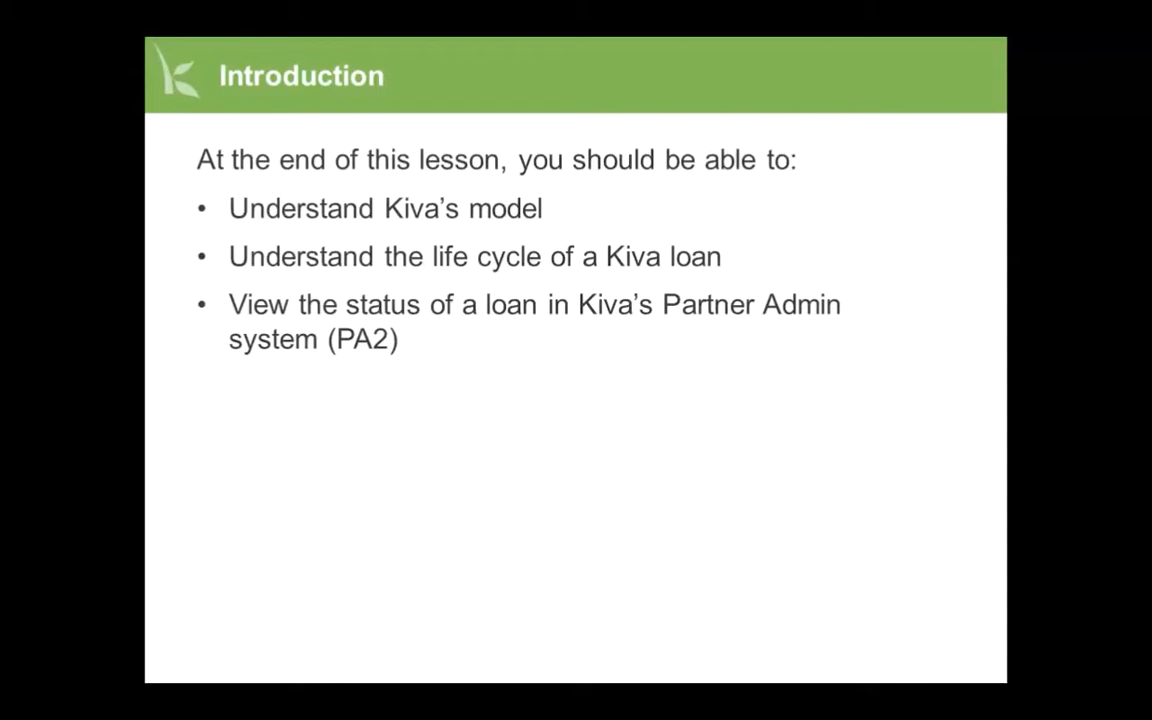 Introduction
At the end of this lesson, you should be able to:
• Understand Kiva’s model
• Understand the life cycle of a Kiva loan
• View the status of a loan in Kiva’s Partner Admin
system (PA2)